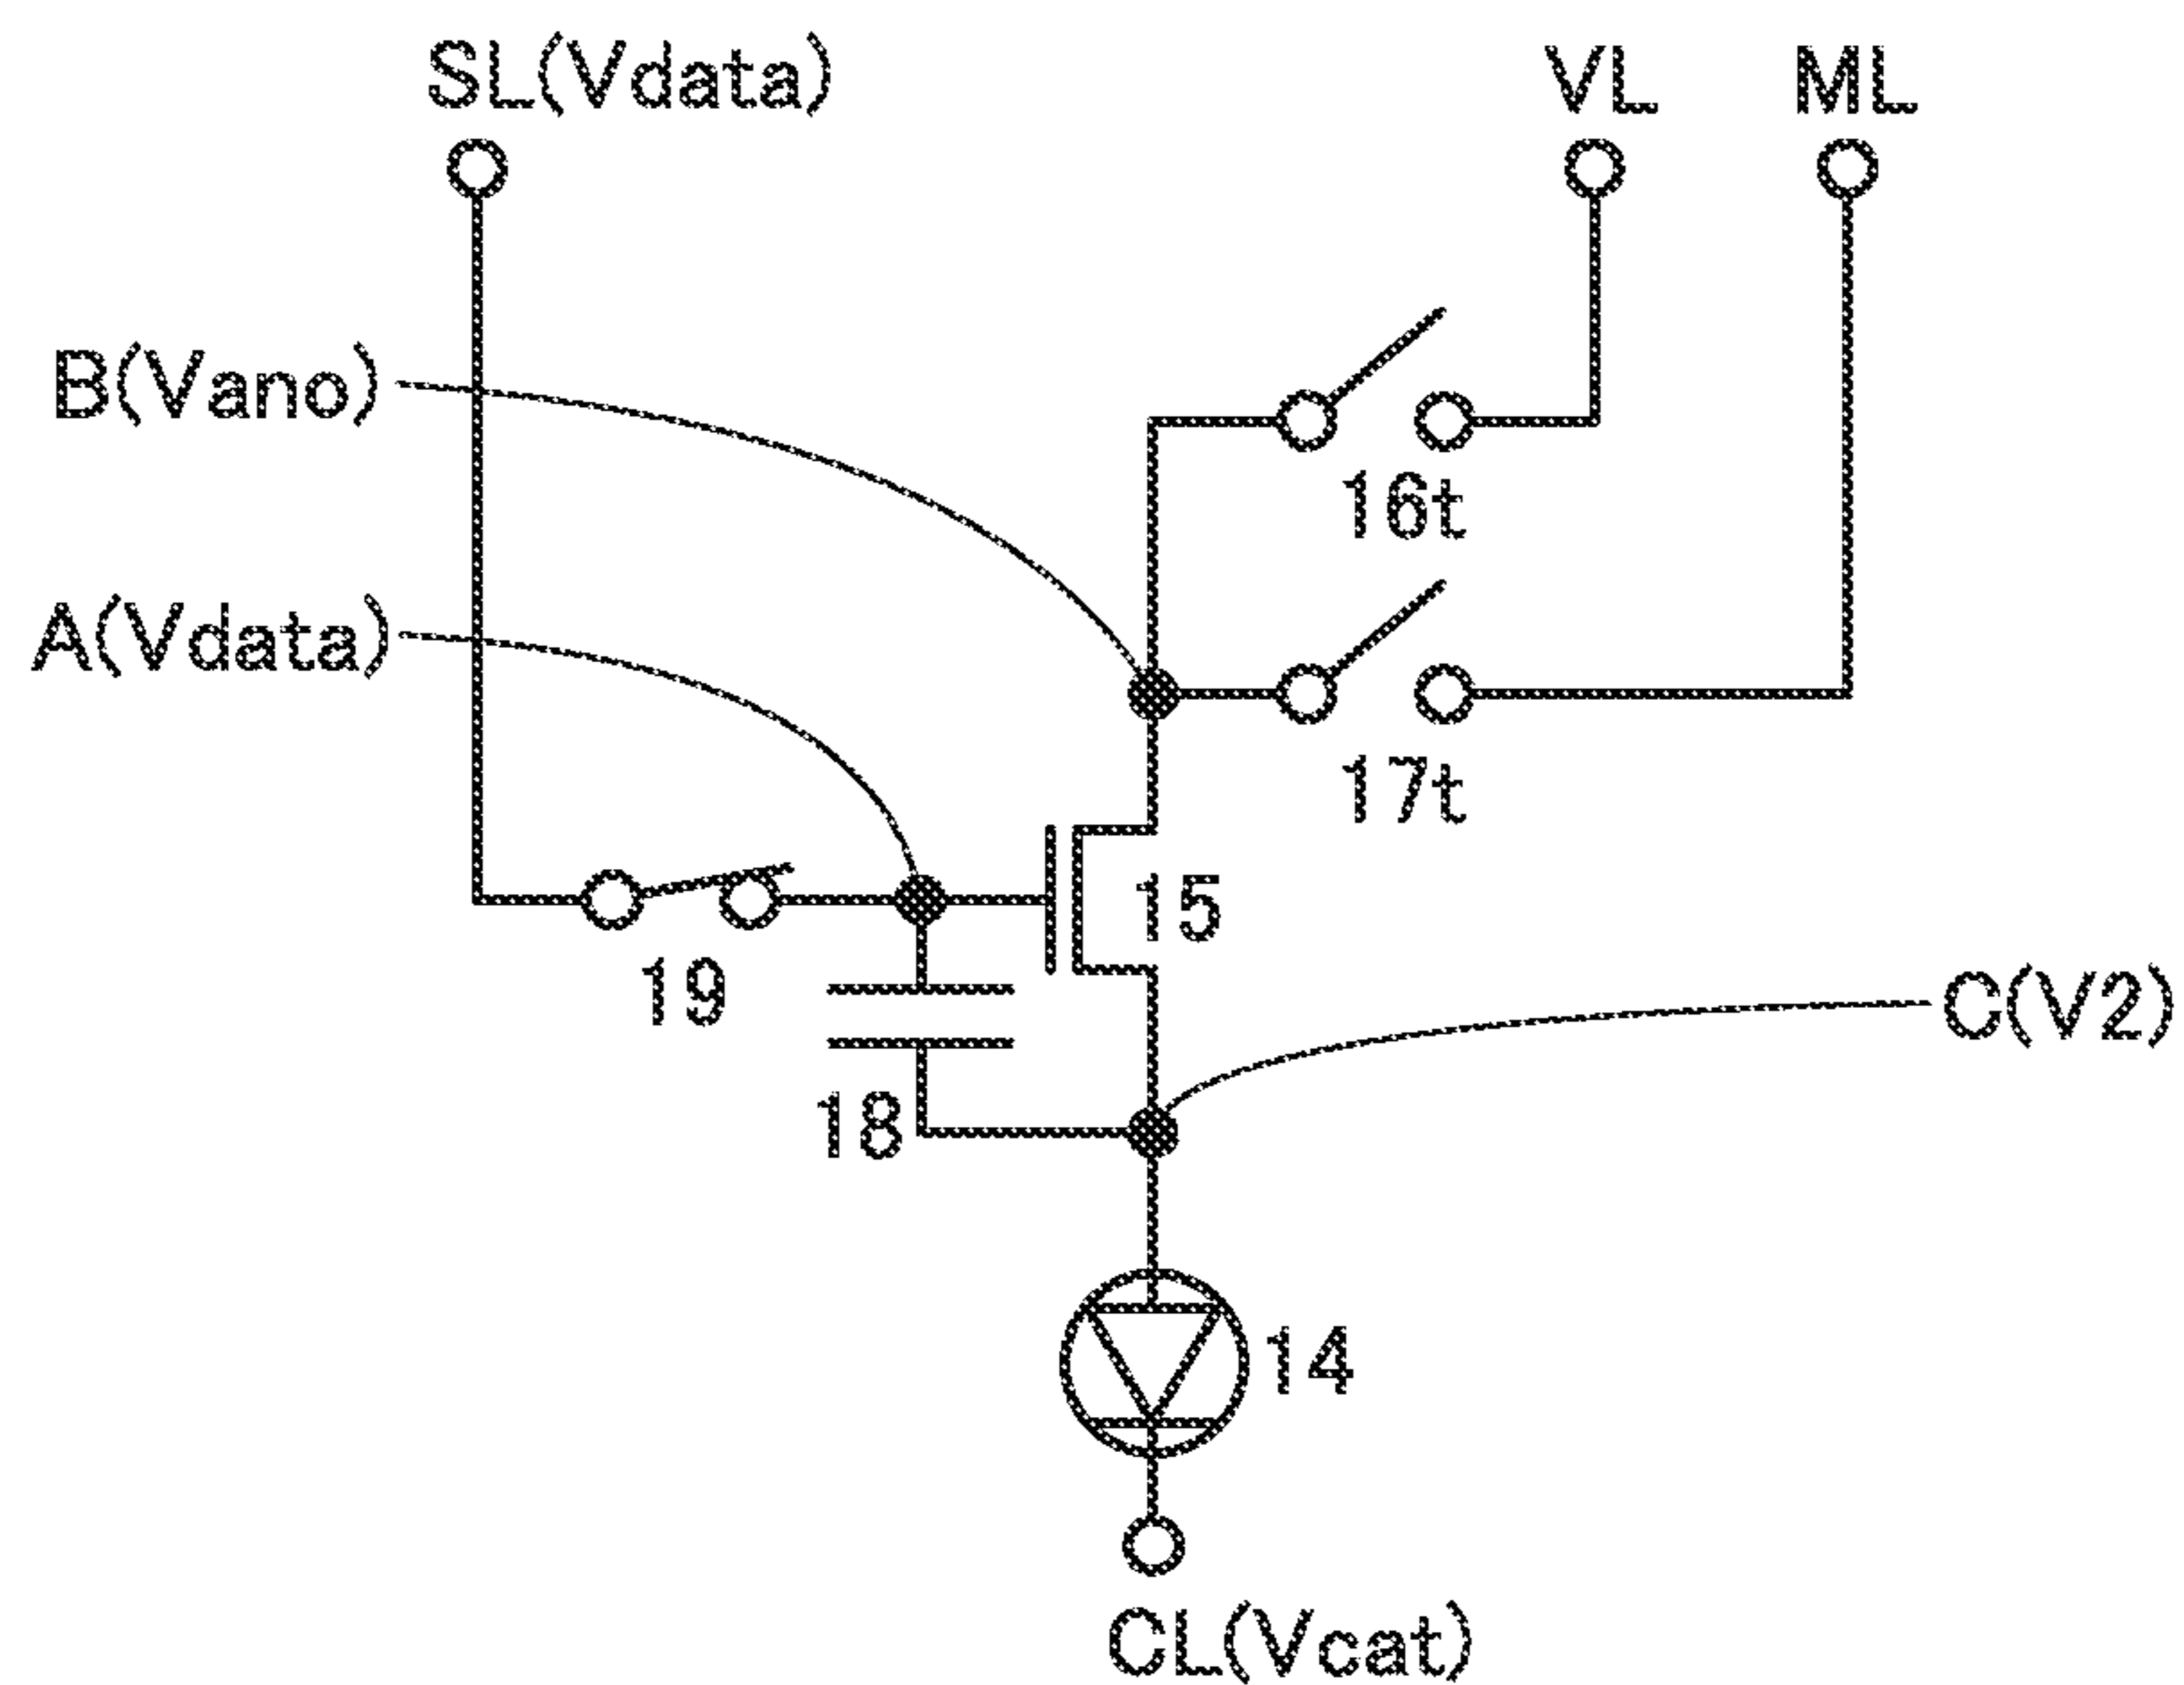 SL(Vdata)
VL
ML
B(Vano)
16t
A(Vdata)
17t
15
19
C(V2)
18
14
CL(Vcat)